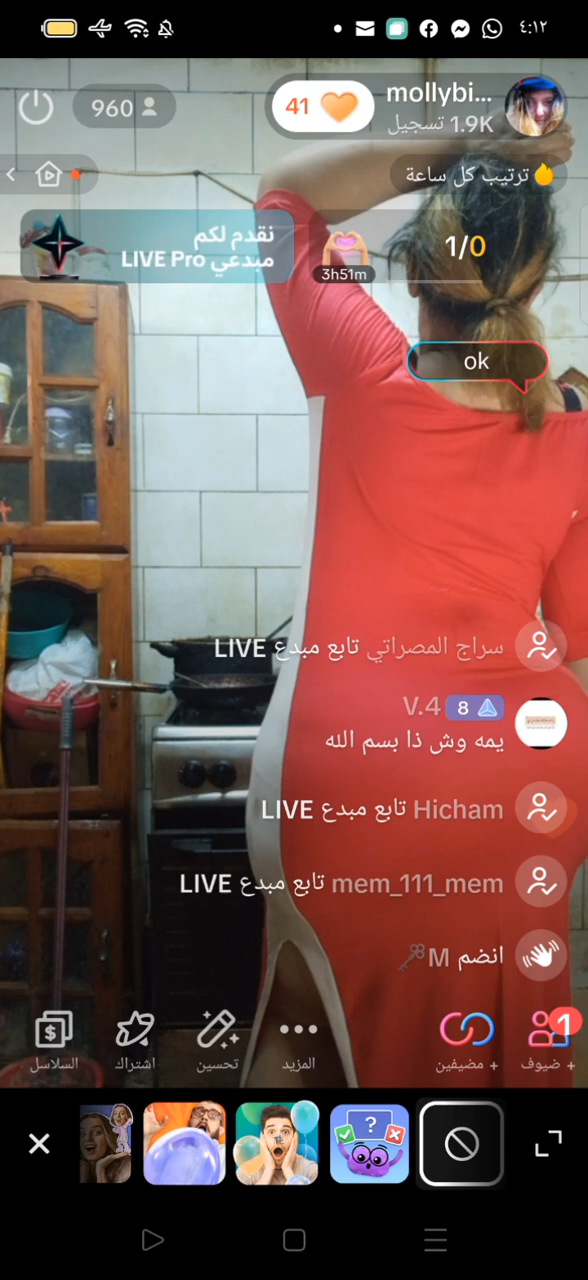 ٤:١٢
mollybi...
1.9K تسجيل
41
960
ترتيب كل ساعة
نقدم لكم
مبدعي LIVE Pro
3h51m
1/0
ok
سراج المصراتي تابع مبدع LIVE
V.4 8
يمه وش ذا بسم الله
Hicham تابع مبدع LIVE
mem_111_mem تابع مبدع LIVE
M انضم
1
+ ضيوف
+ مضيفين
المزيد
تحسين
اشتراك
السلاسل